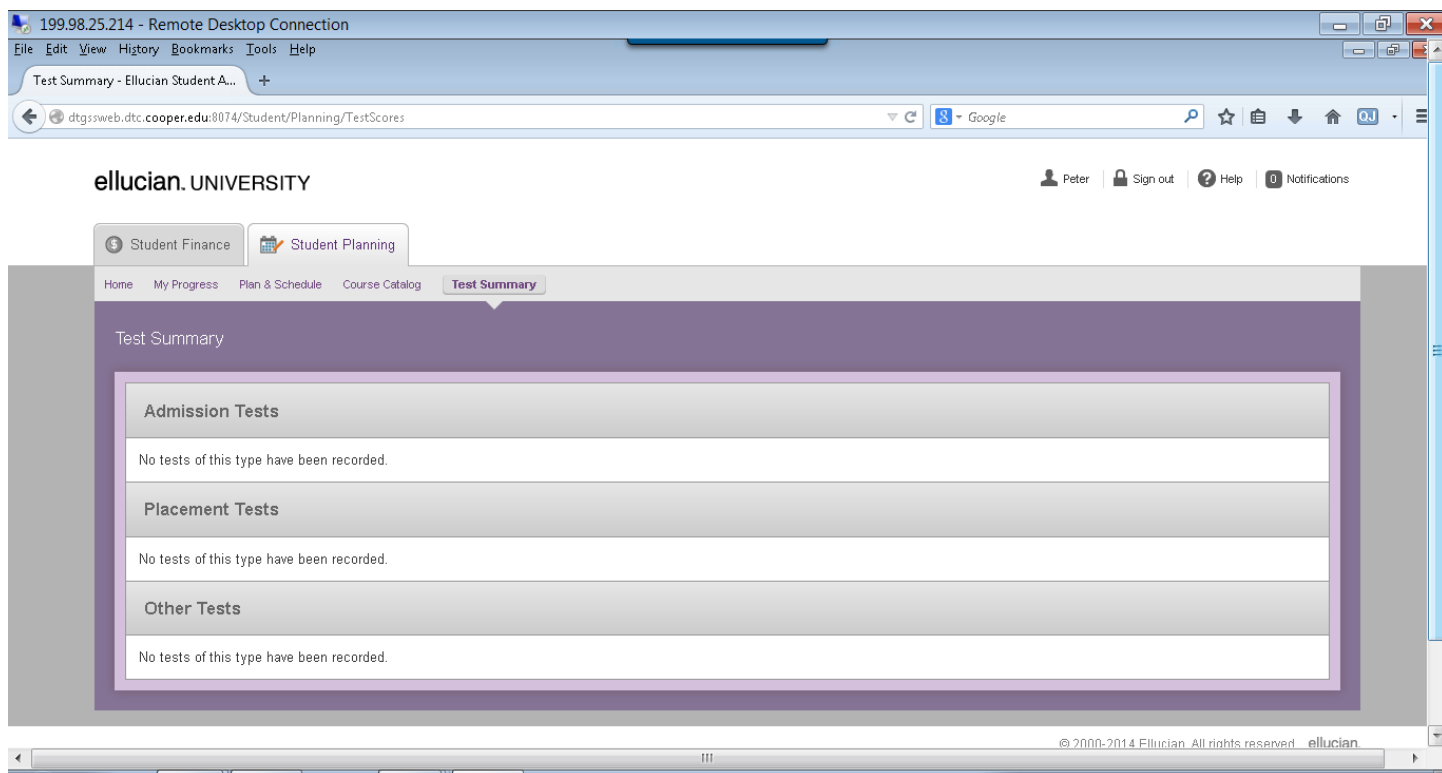 199.98.25.214 - Remote Desktop Connection
File Edit View History Bookmarks Tools Help
Test Summary - Ellucian Student A... +
dtgssweb.dtc.cooper.edu:8074/Student/Planning/TestScores
8 Google
QJ
ellucian. UNIVERSITY
Peter Sign out ? Help 0 Notifications
$ Student Finance Student Planning
Home My Progress Plan & Schedule Course Catalog Test Summary
Test Summary
Admission Tests
No tests of this type have been recorded.
Placement Tests
No tests of this type have been recorded.
Other Tests
No tests of this type have been recorded.
© 2000-2014 Ellucian. All rights reserved. ellucian.